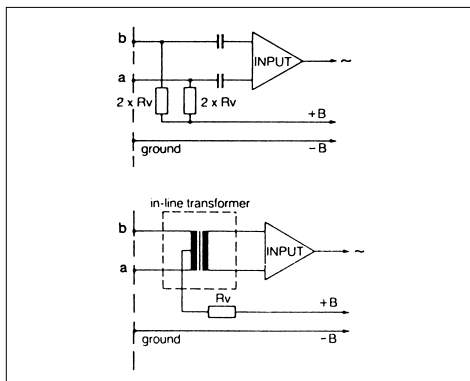 b
INPUT
~
a
2 x Rv
2 x Rv
+B
ground
−B
in-line transformer
b
INPUT
~
a
Rv
+B
ground
−B